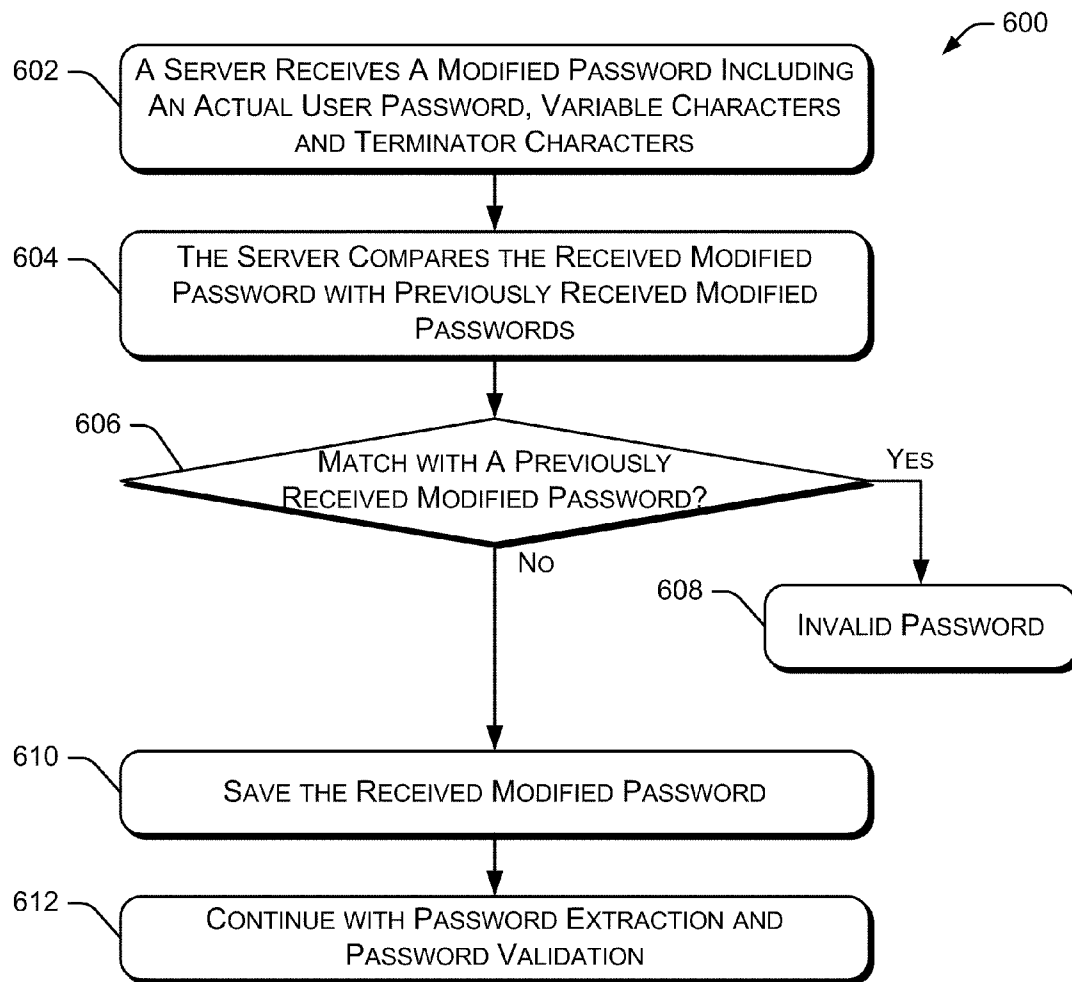 600
602
A SERVER RECEIVES A MODIFIED PASSWORD INCLUDING
AN ACTUAL USER PASSWORD, VARIABLE CHARACTERS
AND TERMINATOR CHARACTERS
604
THE SERVER COMPARES THE RECEIVED MODIFIED
PASSWORD WITH PREVIOUSLY RECEIVED MODIFIED
PASSWORDS
606
MATCH WITH A PREVIOUSLY
RECEIVED MODIFIED PASSWORD?
YES
NO
608
INVALID PASSWORD
610
SAVE THE RECEIVED MODIFIED PASSWORD
612
CONTINUE WITH PASSWORD EXTRACTION AND
PASSWORD VALIDATION